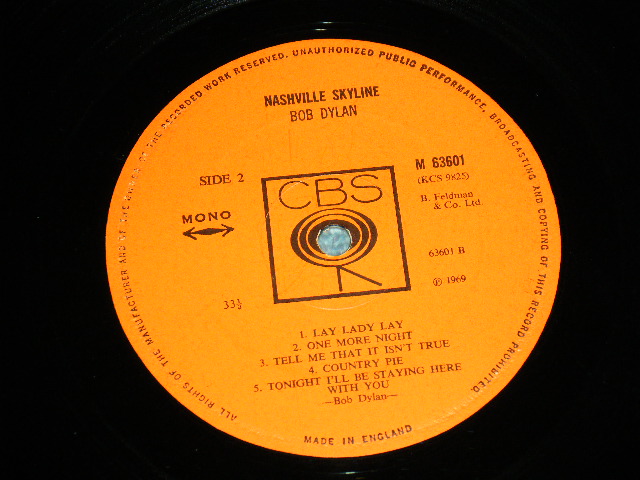 ALL RIGHTS OF THE MANUFACTURER AND OF THE OWNER OF THE RECORDED WORK RESERVED. UNAUTHORIZED PUBLIC PERFORMANCE, BROADCASTING AND COPYING OF THIS RECORD PROHIBITED.
NASHVILLE SKYLINE
BOB DYLAN
SIDE 2
M 63601
(KCS 9825)
CBS
B. Feldman
& Co. Ltd.
MONO
63601 B
33⅓
℗ 1969
1. LAY LADY LAY
2. ONE MORE NIGHT
3. TELL ME THAT IT ISN'T TRUE
4. COUNTRY PIE
5. TONIGHT I'LL BE STAYING HERE
WITH YOU
—Bob Dylan—
MADE IN ENGLAND